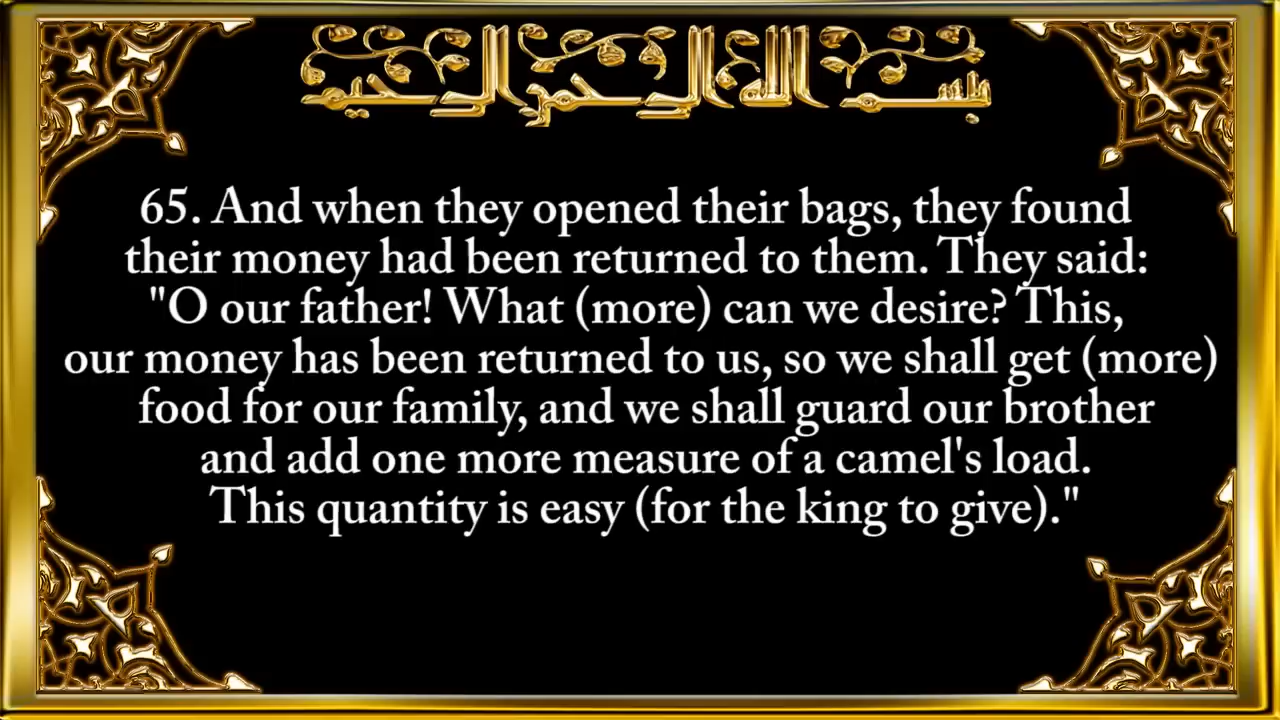 بسم الله الرحمن الرحيم
65. And when they opened their bags, they found
their money had been returned to them. They said:
"O our father! What (more) can we desire? This,
our money has been returned to us, so we shall get (more)
food for our family, and we shall guard our brother
and add one more measure of a camel's load.
This quantity is easy (for the king to give)."